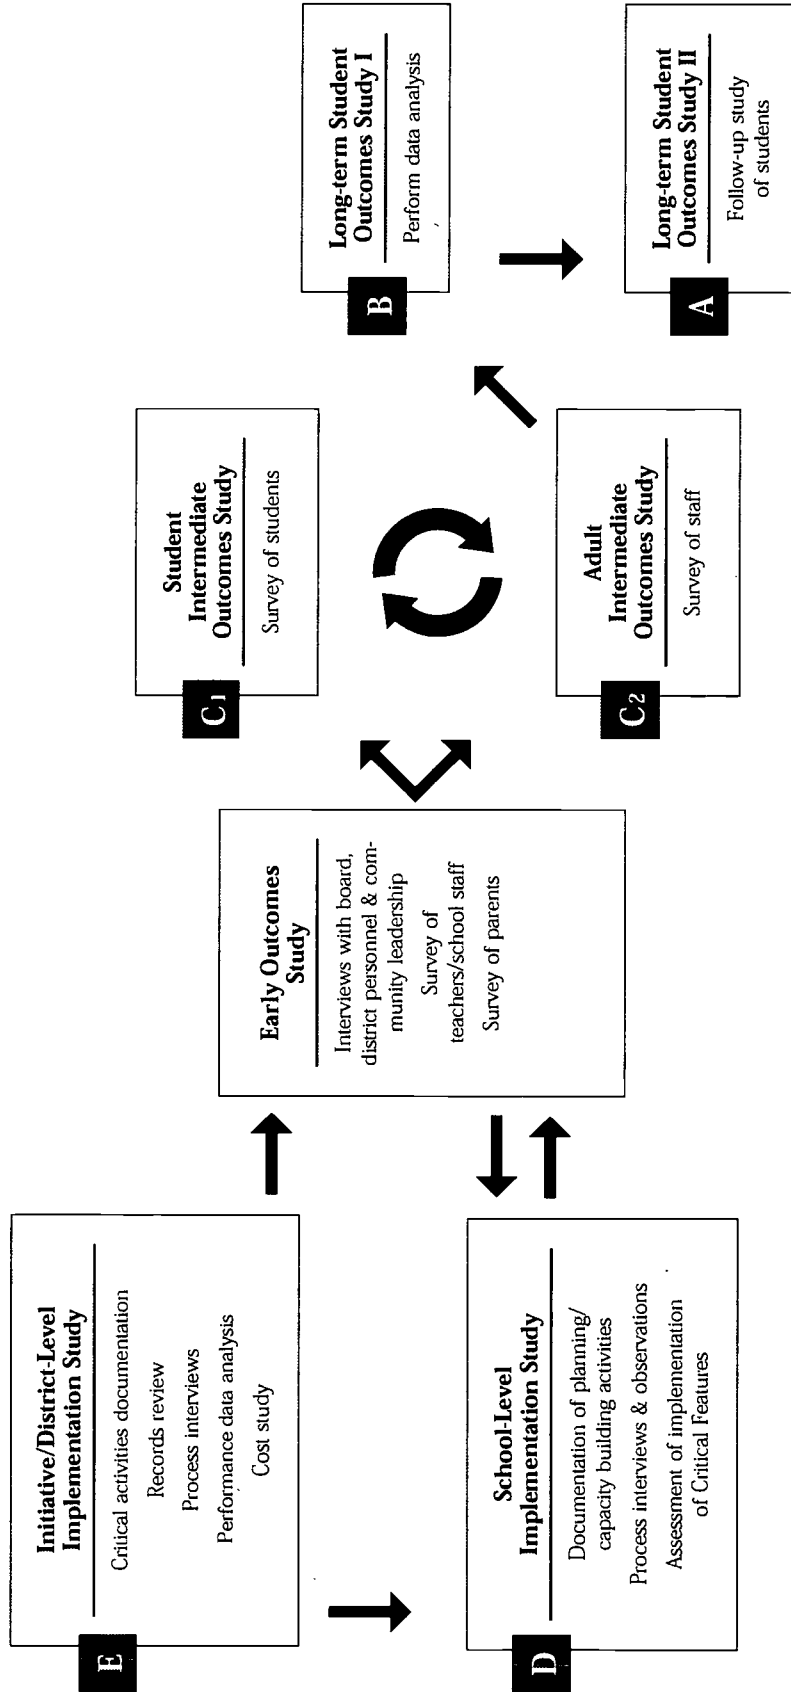 E
Initiative/District-Level
Implementation Study
Critical activities documentation
Records review
Process interviews
Performance data analysis
Cost study
D
School-Level
Implementation Study
Documentation of planning/
capacity building activities
Process interviews & observations
Assessment of implementation
of Critical Features
Early Outcomes
Study
Interviews with board,
district personnel & com-
munity leadership
Survey of
teachers/school staff
Survey of parents
C1
Student
Intermediate
Outcomes Study
Survey of students
C2
Adult
Intermediate
Outcomes Study
Survey of staff
B
Long-term Student
Outcomes Study I
Perform data analysis
A
Long-term Student
Outcomes Study II
Follow-up study
of students